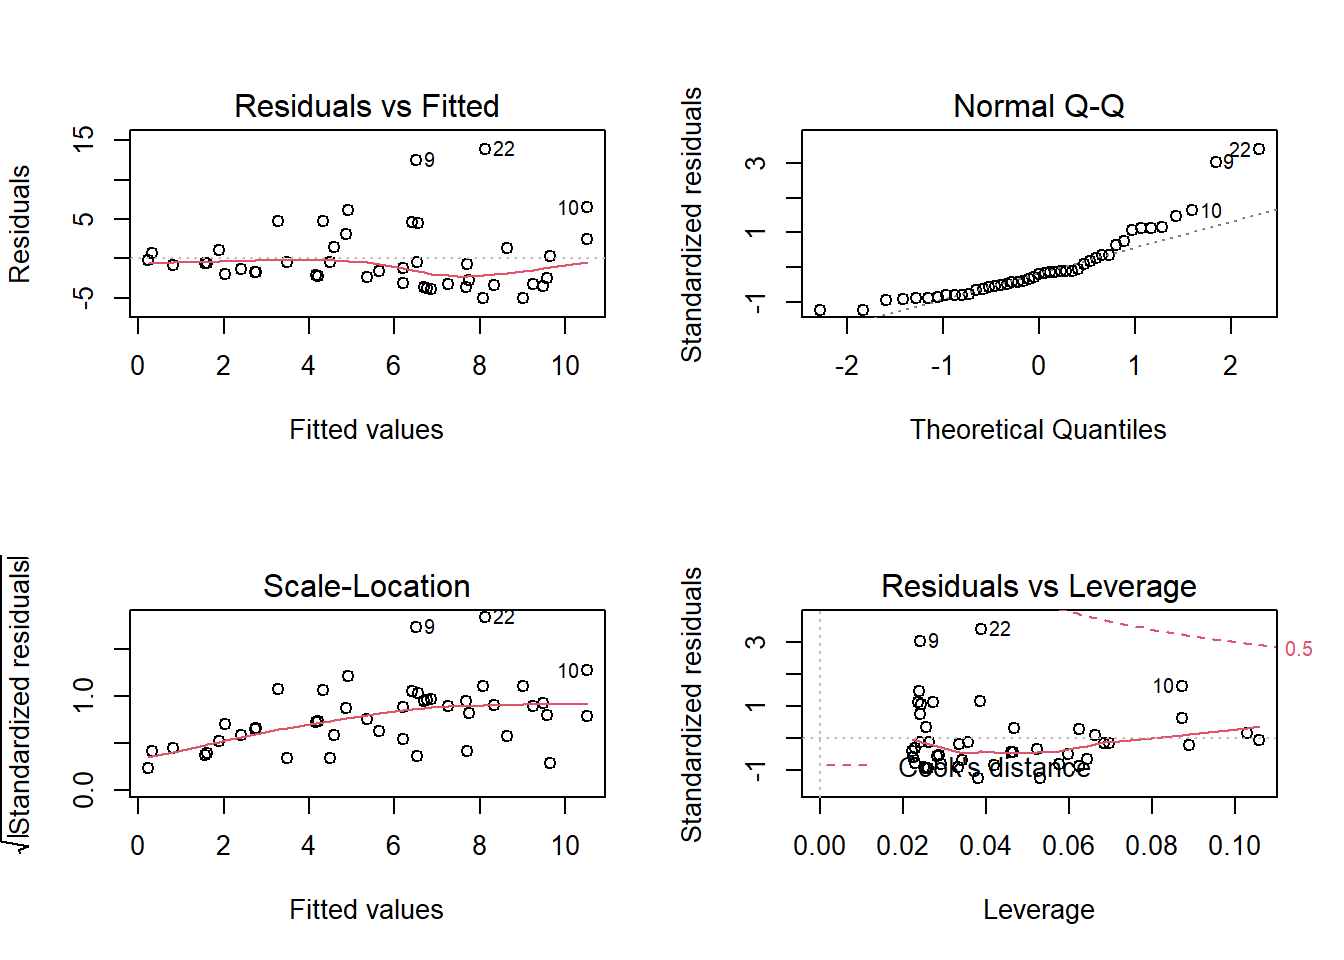 Residuals vs Fitted
Residuals
15
5
-5
9
22
10
0 2 4 6 8 10
Fitted values
Normal Q-Q
Standardized residuals
3
1
-1
22
9
10
-2 -1 0 1 2
Theoretical Quantiles
Scale-Location
√|Standardized residuals|
1.0
0.0
9
22
10
0 2 4 6 8 10
Fitted values
Residuals vs Leverage
Standardized residuals
3
1
-1
9
22
10
0.5
Cook's distance
0.00 0.02 0.04 0.06 0.08 0.10
Leverage